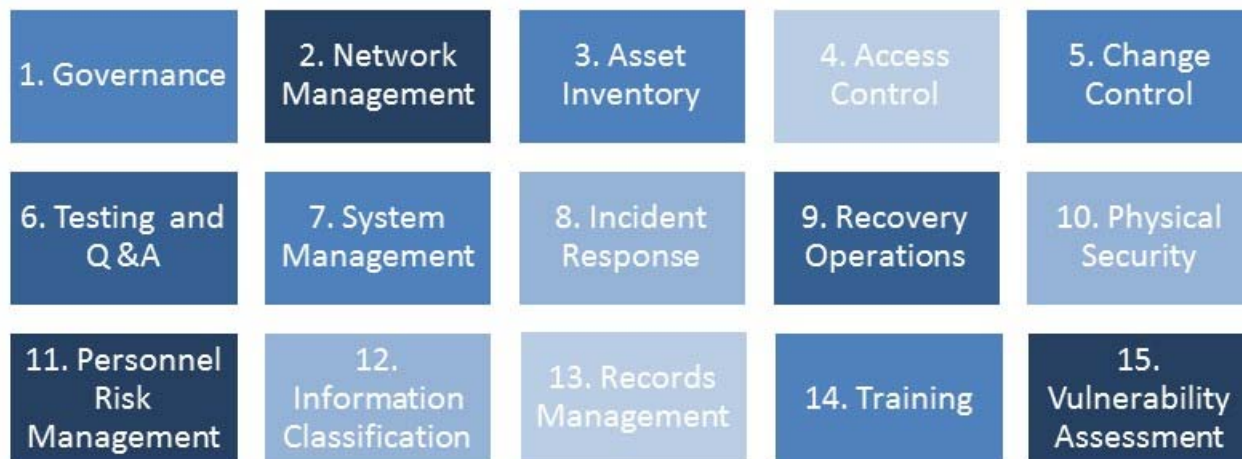 1. Governance
2. Network
Management
3. Asset
Inventory
4. Access
Control
5. Change
Control
6. Testing and
Q &A
7. System
Management
8. Incident
Response
9. Recovery
Operations
10. Physical
Security
11. Personnel
Risk
Management
12.
Information
Classification
13. Records
Management
14. Training
15.
Vulnerability
Assessment